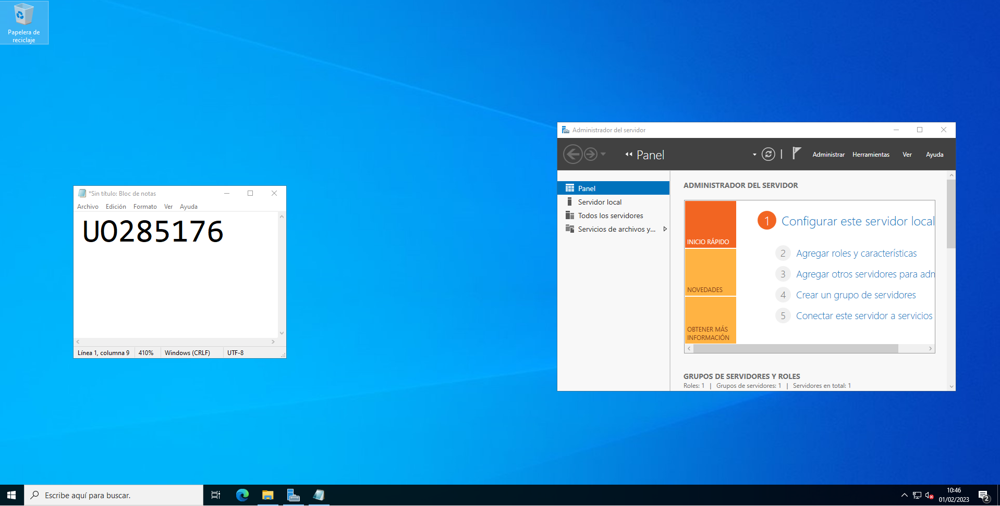 Papelera de
reciclaje
*Sin título: Bloc de notas
Archivo Edición Formato Ver Ayuda
UO285176
Línea 1, columna 9 410% Windows (CRLF) UTF-8
Administrador del servidor
Panel
Administrar Herramientas Ver Ayuda
Panel
Servidor local
Todos los servidores
Servicios de archivos y...
ADMINISTRADOR DEL SERVIDOR
INICIO RÁPIDO
NOVEDADES
OBTENER MÁS
INFORMACIÓN
1 Configurar este servidor local
2 Agregar roles y características
3 Agregar otros servidores para adn
4 Crear un grupo de servidores
5 Conectar este servidor a servicios
GRUPOS DE SERVIDORES Y ROLES
Roles: 1 | Grupos de servidores: 1 | Servidores en total: 1
Escribe aquí para buscar.
10:46
01/02/2023
2